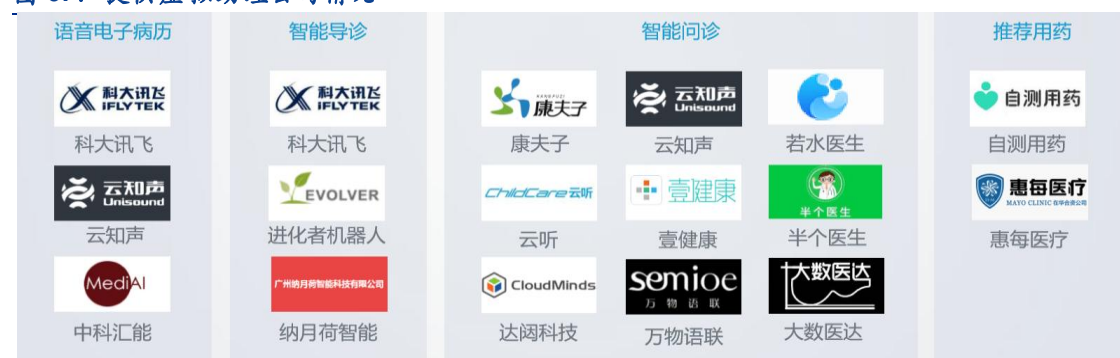 语音电子病历
科大讯飞
IFLYTEK
科大讯飞
云知声
Unisound
云知声
MediAI
中科汇能
智能导诊
科大讯飞
IFLYTEK
科大讯飞
EVOLVER
进化者机器人
广州纳月荷智能科技有限公司
纳月荷智能
智能问诊
KANGFUZI
康夫子
康夫子
云知声
Unisound
云知声
若水医生
ChildCare云听
云听
壹健康
壹健康
半个医生
半个医生
CloudMinds
达闼科技
semioe
万物语联
万物语联
大数医达
大数医达
推荐用药
自测用药
自测用药
惠每医疗
MAYO CLINIC 在华合资公司
惠每医疗